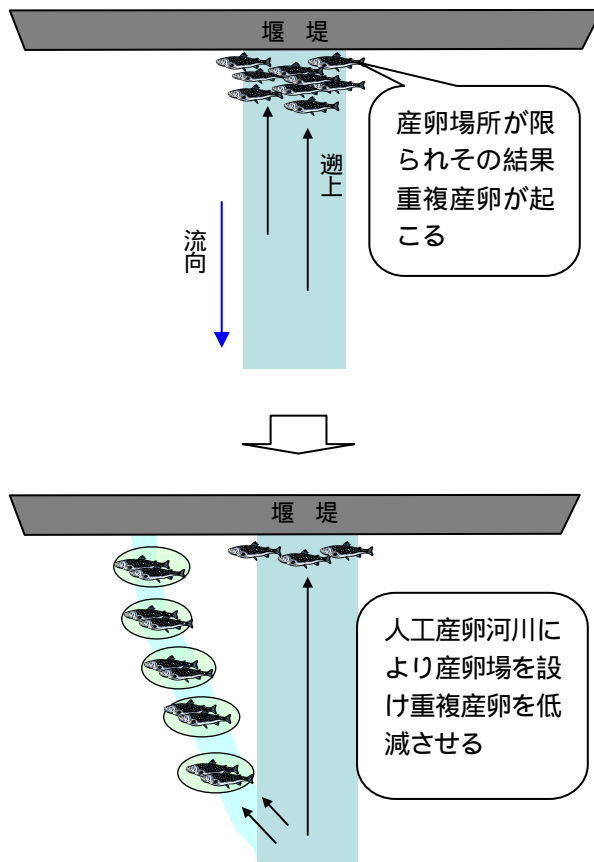 堰 堤
産卵場所が限
られその結果
重複産卵が起
こる
遡上
流向
堰 堤
人工産卵河川に
より産卵場を設
け重複産卵を低
減させる